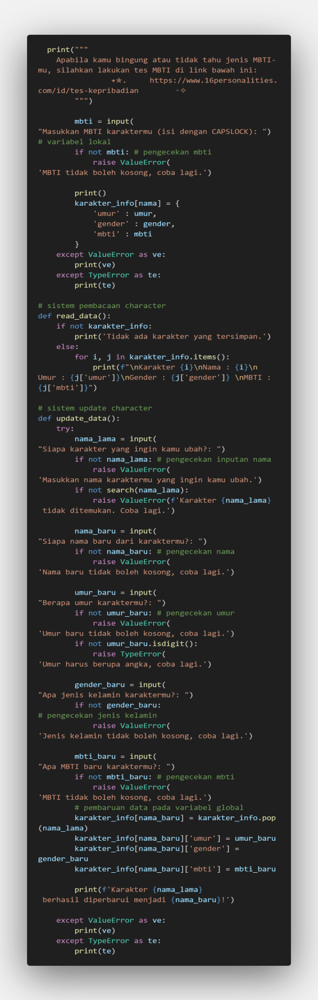 print("""
Apabila kamu bingung atau tidak tahu jenis MBTI-
mu, silahkan lakukan tes MBTI di link bawah ini:
⋆✯. https://www.16personalities.
com/id/tes-kepribadian ⋆✧
""")
mbti = input(
"Masukkan MBTI karaktermu (isi dengan CAPSLOCK): ")
# variabel lokal
if not mbti: # pengecekan mbti
raise ValueError(
'MBTI tidak boleh kosong, coba lagi.')
print()
karakter_info[nama] = {
'umur' : umur,
'gender' : gender,
'mbti' : mbti
}
except ValueError as ve:
print(ve)
except TypeError as te:
print(te)
# sistem pembacaan character
def read_data():
if not karakter_info:
print('Tidak ada karakter yang tersimpan.')
else:
for i, j in karakter_info.items():
print(f"\nKarakter {i}\nNama : {i}\n
Umur : {j['umur']}\nGender : {j['gender']} \nMBTI :
{j['mbti']}")
# sistem update character
def update_data():
try:
nama_lama = input(
"Siapa karakter yang ingin kamu ubah?: ")
if not nama_lama: # pengecekan inputan nama
raise ValueError(
'Masukkan nama karaktermu yang ingin kamu ubah.')
if not search(nama_lama):
raise ValueError(f'Karakter {nama_lama}
tidak ditemukan. Coba lagi.')
nama_baru = input(
"Siapa nama baru dari karaktermu?: ")
if not nama_baru: # pengecekan nama
raise ValueError(
'Nama baru tidak boleh kosong, coba lagi.')
umur_baru = input(
"Berapa umur karaktermu?: ")
if not umur_baru: # pengecekan umur
raise ValueError(
'Umur baru tidak boleh kosong, coba lagi.')
if not umur_baru.isdigit():
raise TypeError(
'Umur harus berupa angka, coba lagi.')
gender_baru = input(
"Apa jenis kelamin karaktermu?: ")
if not gender_baru:
# pengecekan jenis kelamin
raise ValueError(
'Jenis kelamin tidak boleh kosong, coba lagi.')
mbti_baru = input(
"Apa MBTI baru karaktermu?: ")
if not mbti_baru: # pengecekan mbti
raise ValueError(
'MBTI tidak boleh kosong, coba lagi.')
# pembaruan data pada variabel global
karakter_info[nama_baru] = karakter_info.pop
(nama_lama)
karakter_info[nama_baru]['umur'] = umur_baru
karakter_info[nama_baru]['gender'] =
gender_baru
karakter_info[nama_baru]['mbti'] = mbti_baru
print(f'Karakter {nama_lama}
berhasil diperbarui menjadi {nama_baru}!')
except ValueError as ve:
print(ve)
except TypeError as te:
print(te)